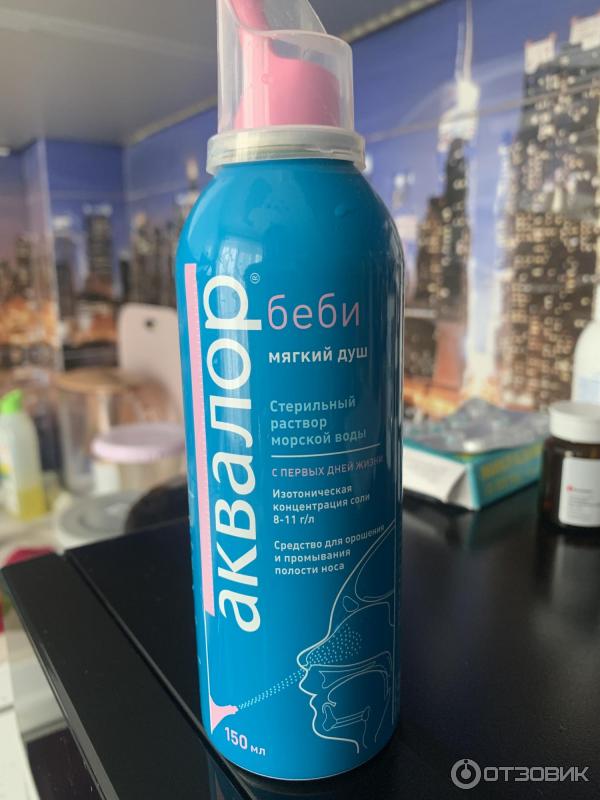 аквалор®
беби
мягкий душ
Стерильный
раствор
морской воды
с первых дней жизни
Изотоническая
концентрация соли
8-11 г/л
Средство для орошения
и промывания
полости носа
150 мл
ОТЗОВИК